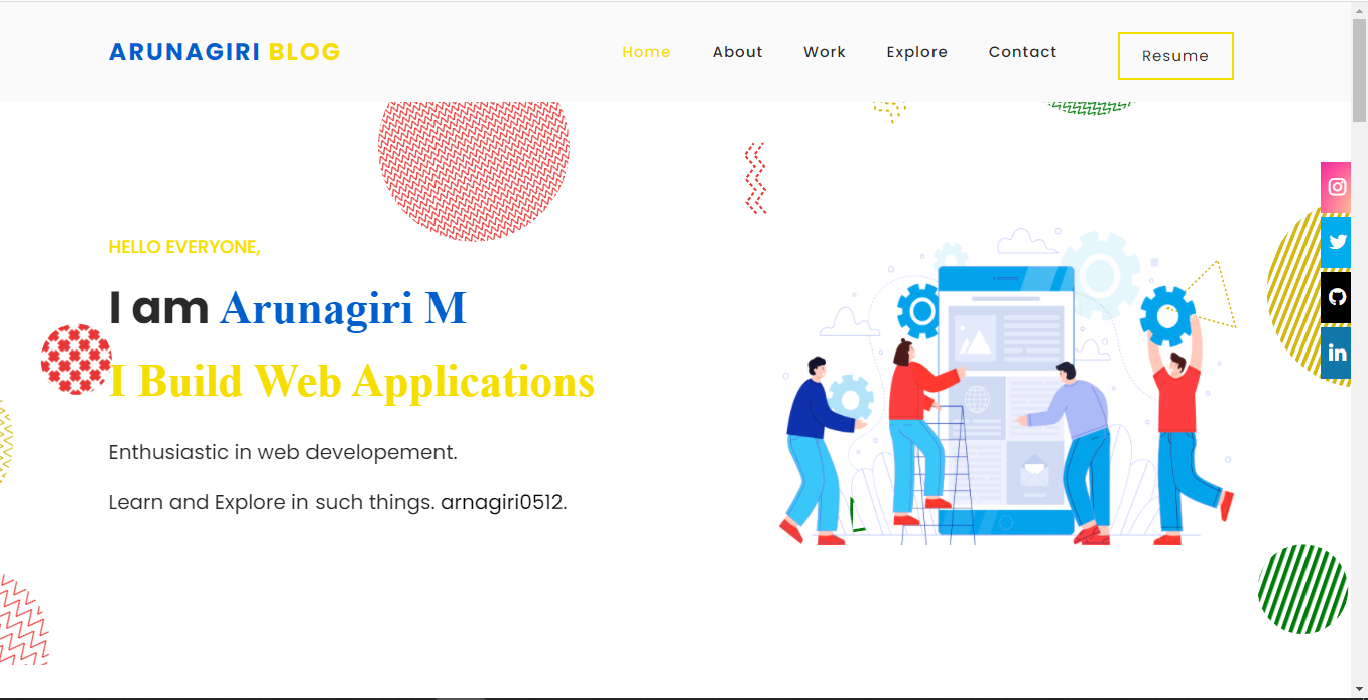 ARUNAGIRI BLOG
Home About Work Explore Contact Resume
HELLO EVERYONE,
I am Arunagiri M
I Build Web Applications
Enthusiastic in web developement.
Learn and Explore in such things. arnagiri0512.
in